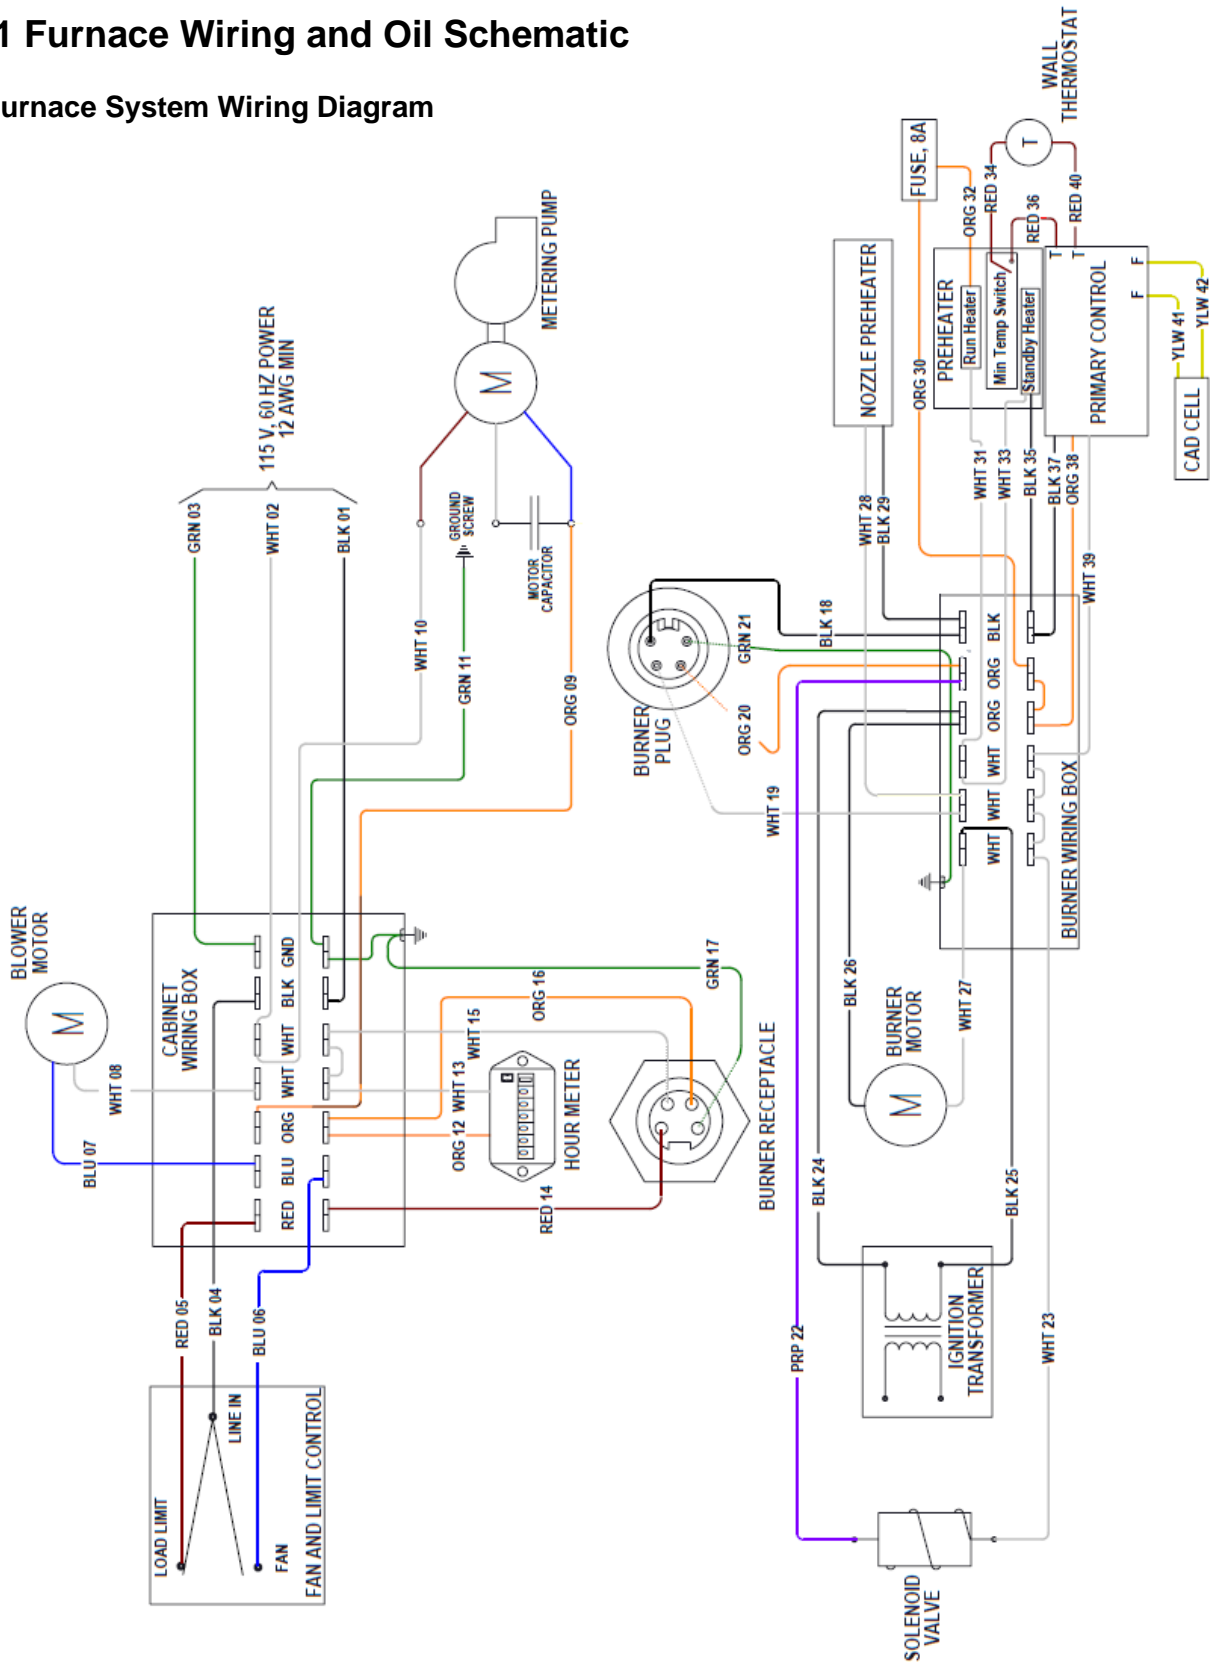 1 Furnace Wiring and Oil Schematic
urnace System Wiring Diagram
WALL
THERMOSTAT
T
FUSE, 8A
RED 34
RED 40
ORG 32
RED 36
METERING PUMP
M
NOZZLE PREHEATER
PREHEATER
Run Heater
Min Temp Switch
Standby Heater
T
T
F
F
PRIMARY CONTROL
YLW 41
YLW 42
CAD CELL
ORG 30
115 V, 60 HZ POWER
12 AWG MIN
GRN 03
WHT 02
BLK 01
GROUND
SCREW
MOTOR
CAPACITOR
WHT 10
GRN 11
ORG 09
WHT 28
BLK 29
WHT 31
WHT 33
BLK 35
BLK 37
ORG 38
WHT 39
BURNER
PLUG
GRN 21
BLK 18
ORG 20
WHT 19
BLK
ORG
ORG
WHT
WHT
WHT
BURNER WIRING BOX
BLOWER
MOTOR
M
CABINET
WIRING BOX
GND
BLK
WHT
WHT
ORG
BLU
RED
WHT 08
BLU 07
GRN 17
ORG 16
WHT 15
WHT 13
ORG 12
RED 14
HOUR METER
BURNER RECEPTACLE
BLK 26
WHT 27
BURNER
MOTOR
M
BLK 24
BLK 25
IGNITION
TRANSFORMER
PRP 22
WHT 23
SOLENOID
VALVE
RED 05
BLK 04
BLU 06
LINE IN
LOAD LIMIT
FAN
FAN AND LIMIT CONTROL